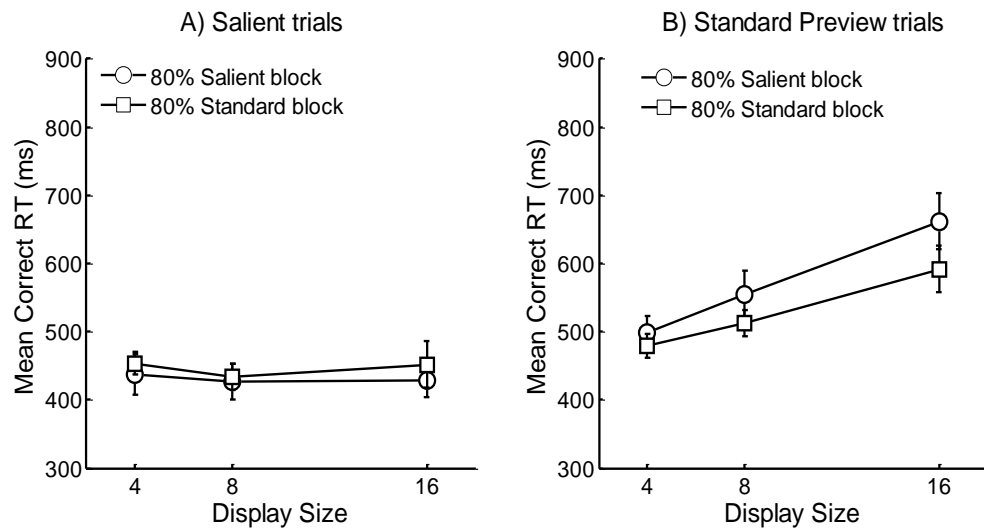 A) Salient trials
900
800
700
600
500
400
300
Mean Correct RT (ms)
80% Salient block
80% Standard block
4
8
16
Display Size
B) Standard Preview trials
900
800
700
600
500
400
300
Mean Correct RT (ms)
80% Salient block
80% Standard block
4
8
16
Display Size